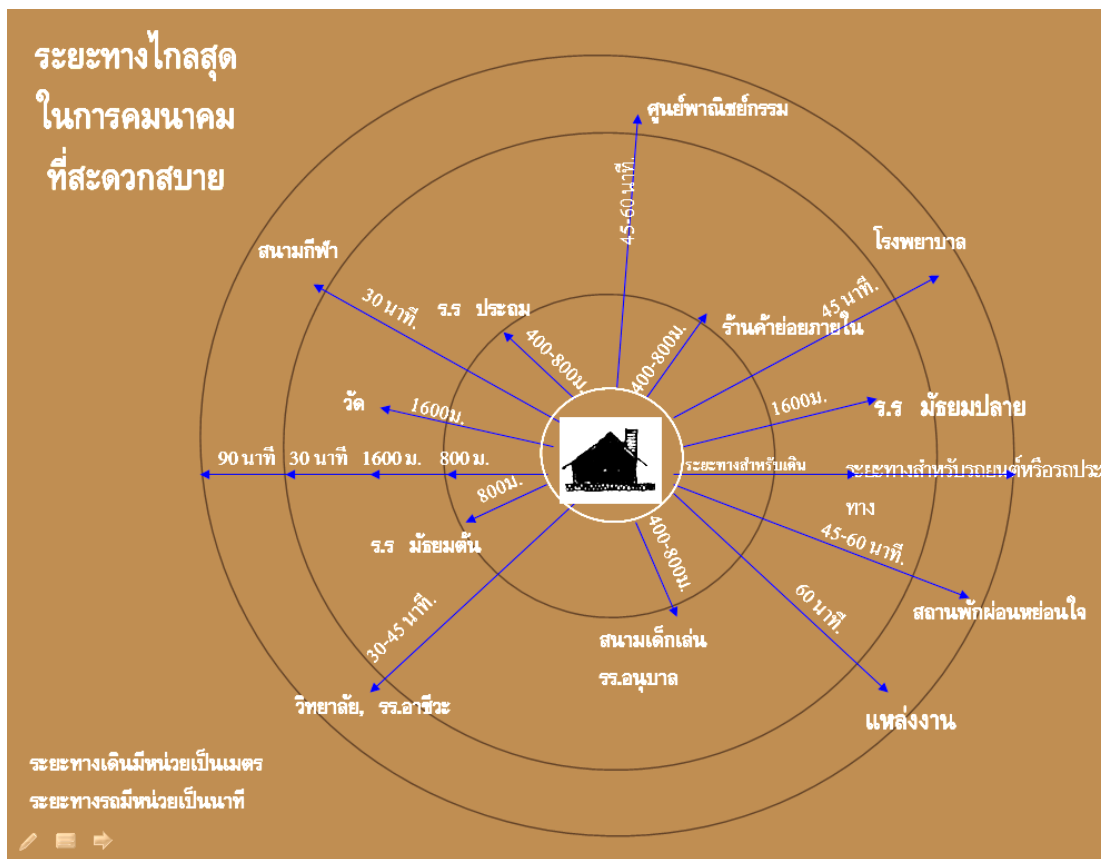 ระยะทางไกลสุด
ในการคมนาคม
ที่สะดวกสบาย
ศูนย์พาณิชย์กรรม
45-60 นาที.
โรงพยาบาล
45 นาที.
สนามกีฬา
30 นาที.
ร.ร ประถม
400-800ม.
ร้านค้าย่อยภายใน
400-800ม.
วัด
1600ม.
1600ม.
ร.ร มัธยมปลาย
90 นาที 30 นาที 1600 ม. 800 ม.
ระยะทางสำหรับเดิน
ระยะทางสำหรับรถยนต์หรือรถประ
ทาง
800ม.
ร.ร มัธยมต้น
400-800ม.
45-60 นาที.
สถานพักผ่อนหย่อนใจ
60 นาที.
30-45 นาที.
สนามเด็กเล่น
รร.อนุบาล
วิทยาลัย, รร.อาชีวะ
แหล่งงาน
ระยะทางเดินมีหน่วยเป็นเมตร
ระยะทางรถมีหน่วยเป็นนาที